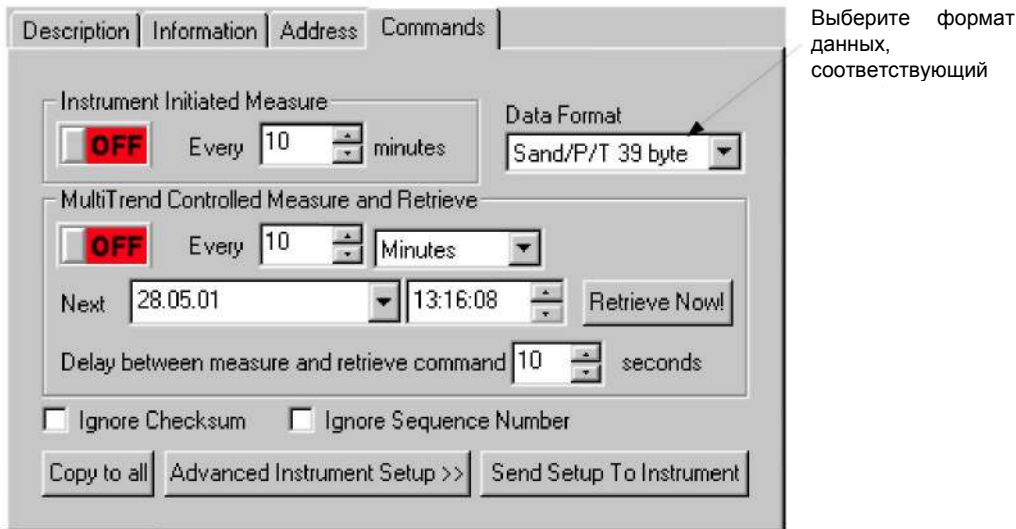 Description Information Address Commands
Выберите формат
данных,
соответствующий
Instrument Initiated Measure
Data Format
OFF Every 10 minutes
Sand/P/T 39 byte
MultiTrend Controlled Measure and Retrieve
OFF Every 10 Minutes
Next 28.05.01 13:16:08 Retrieve Now!
Delay between measure and retrieve command 10 seconds
Ignore Checksum Ignore Sequence Number
Copy to all Advanced Instrument Setup >> Send Setup To Instrument